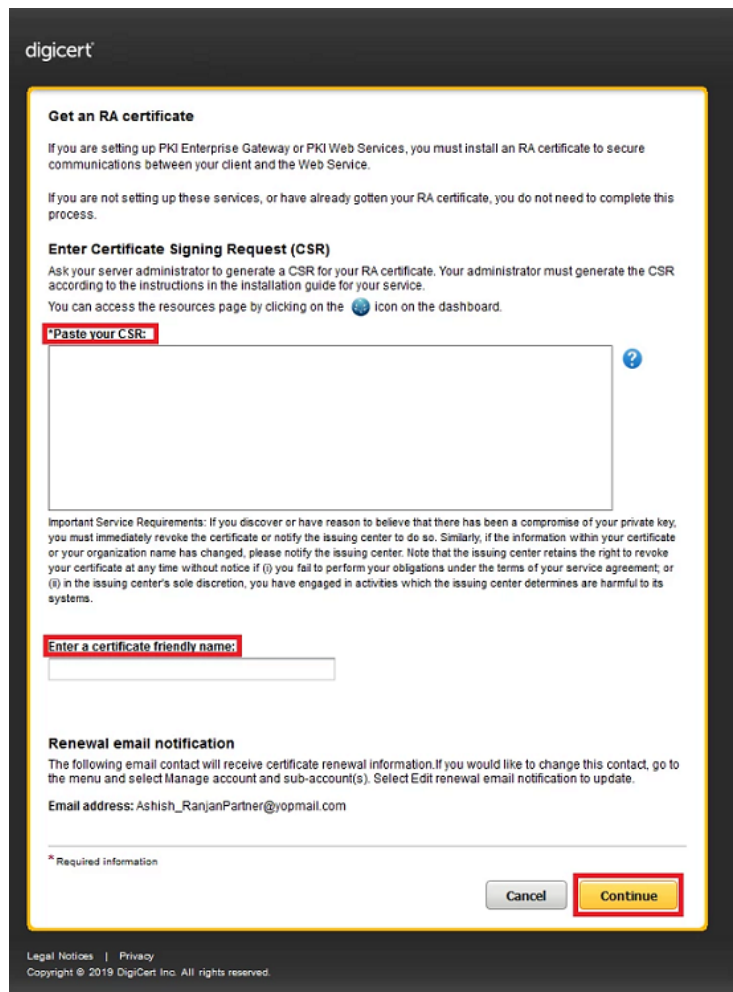 digicert
Get an RA certificate
If you are setting up PKI Enterprise Gateway or PKI Web Services, you must install an RA certificate to secure
communications between your client and the Web Service.
If you are not setting up these services, or have already gotten your RA certificate, you do not need to complete this
process.
Enter Certificate Signing Request (CSR)
Ask your server administrator to generate a CSR for your RA certificate. Your administrator must generate the CSR
according to the instructions in the installation guide for your service.
You can access the resources page by clicking on the icon on the dashboard.
*Paste your CSR:
?
Important Service Requirements: If you discover or have reason to believe that there has been a compromise of your private key,
you must immediately revoke the certificate or notify the issuing center to do so. Similarly, if the information within your certificate
or your organization name has changed, please notify the issuing center. Note that the issuing center retains the right to revoke
your certificate at any time without notice if (i) you fail to perform your obligations under the terms of your service agreement; or
(ii) in the issuing center's sole discretion, you have engaged in activities which the issuing center determines are harmful to its
systems.
Enter a certificate friendly name:
Renewal email notification
The following email contact will receive certificate renewal information.If you would like to change this contact, go to
the menu and select Manage account and sub-account(s). Select Edit renewal email notification to update.
Email address: Ashish_RanjanPartner@yopmail.com
* Required information
Cancel Continue
Legal Notices | Privacy
Copyright © 2019 DigiCert Inc. All rights reserved.